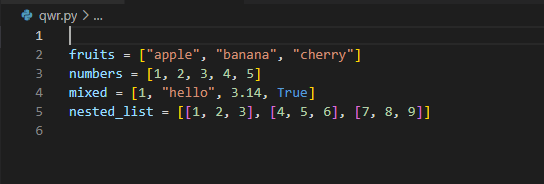 qwr.py > ...
1
2 fruits = ["apple", "banana", "cherry"]
3 numbers = [1, 2, 3, 4, 5]
4 mixed = [1, "hello", 3.14, True]
5 nested_list = [[1, 2, 3], [4, 5, 6], [7, 8, 9]]
6